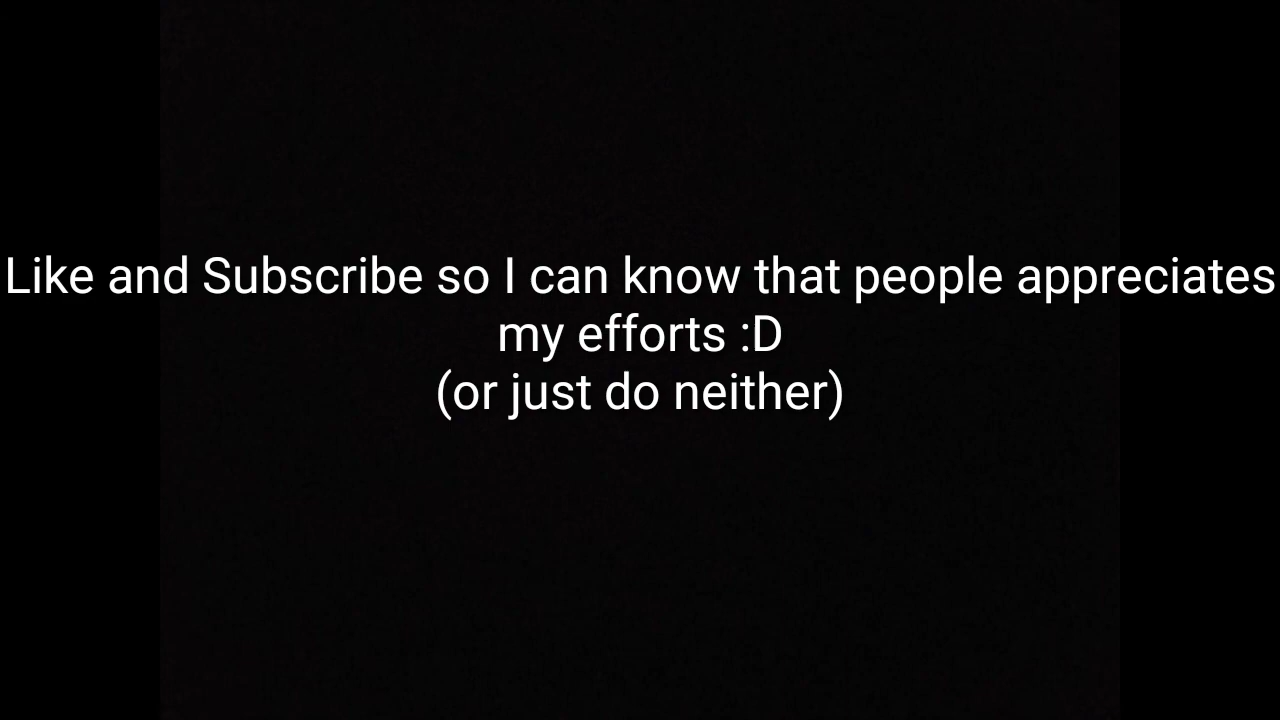 Like and Subscribe so I can know that people appreciates
my efforts :D
(or just do neither)